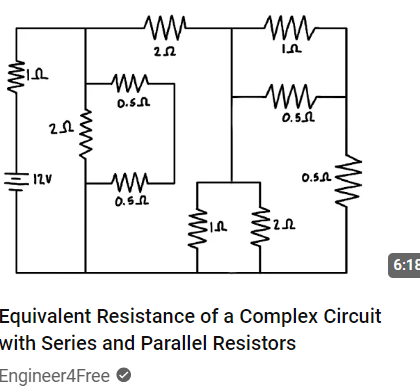 2Ω
1Ω
1Ω
0.5Ω
0.5Ω
2Ω
12V
0.5Ω
0.5Ω
1Ω
2Ω
6:18
Equivalent Resistance of a Complex Circuit
with Series and Parallel Resistors
Engineer4Free